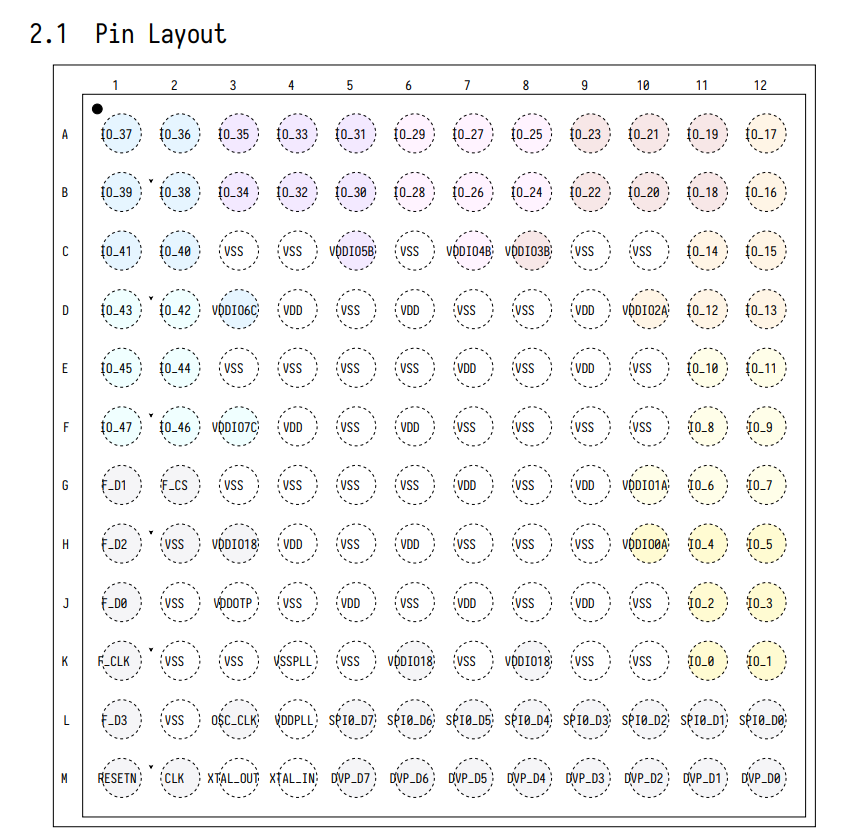 2.1 Pin Layout
1 2 3 4 5 6 7 8 9 10 11 12
A IO_37 IO_36 IO_35 IO_33 IO_31 IO_29 IO_27 IO_25 IO_23 IO_21 IO_19 IO_17
B IO_39 IO_38 IO_34 IO_32 IO_30 IO_28 IO_26 IO_24 IO_22 IO_20 IO_18 IO_16
C IO_41 IO_40 VSS VSS VDDIO5B VSS VDDIO4B VDDIO3B VSS VSS IO_14 IO_15
D IO_43 IO_42 VDDIO6C VDD VSS VDD VSS VSS VDD VDDIO2A IO_12 IO_13
E IO_45 IO_44 VSS VSS VSS VSS VDD VSS VDD VSS IO_10 IO_11
F IO_47 IO_46 VDDIO7C VDD VSS VDD VSS VSS VSS VSS IO_8 IO_9
G F_D1 F_CS VSS VSS VSS VSS VDD VSS VDD VDDIO1A IO_6 IO_7
H F_D2 VSS VDDIO18 VDD VSS VDD VSS VSS VSS VDDIO0A IO_4 IO_5
J F_D0 VSS VDDOTP VSS VDD VSS VDD VSS VDD VSS IO_2 IO_3
K F_CLK VSS VSS VSSPLL VSS VDDIO18 VSS VDDIO18 VSS VSS IO_0 IO_1
L F_D3 VSS OSC_CLK VDDPLL SPI0_D7 SPI0_D6 SPI0_D5 SPI0_D4 SPI0_D3 SPI0_D2 SPI0_D1 SPI0_D0
M RESETN CLK XTAL_OUT XTAL_IN DVP_D7 DVP_D6 DVP_D5 DVP_D4 DVP_D3 DVP_D2 DVP_D1 DVP_D0